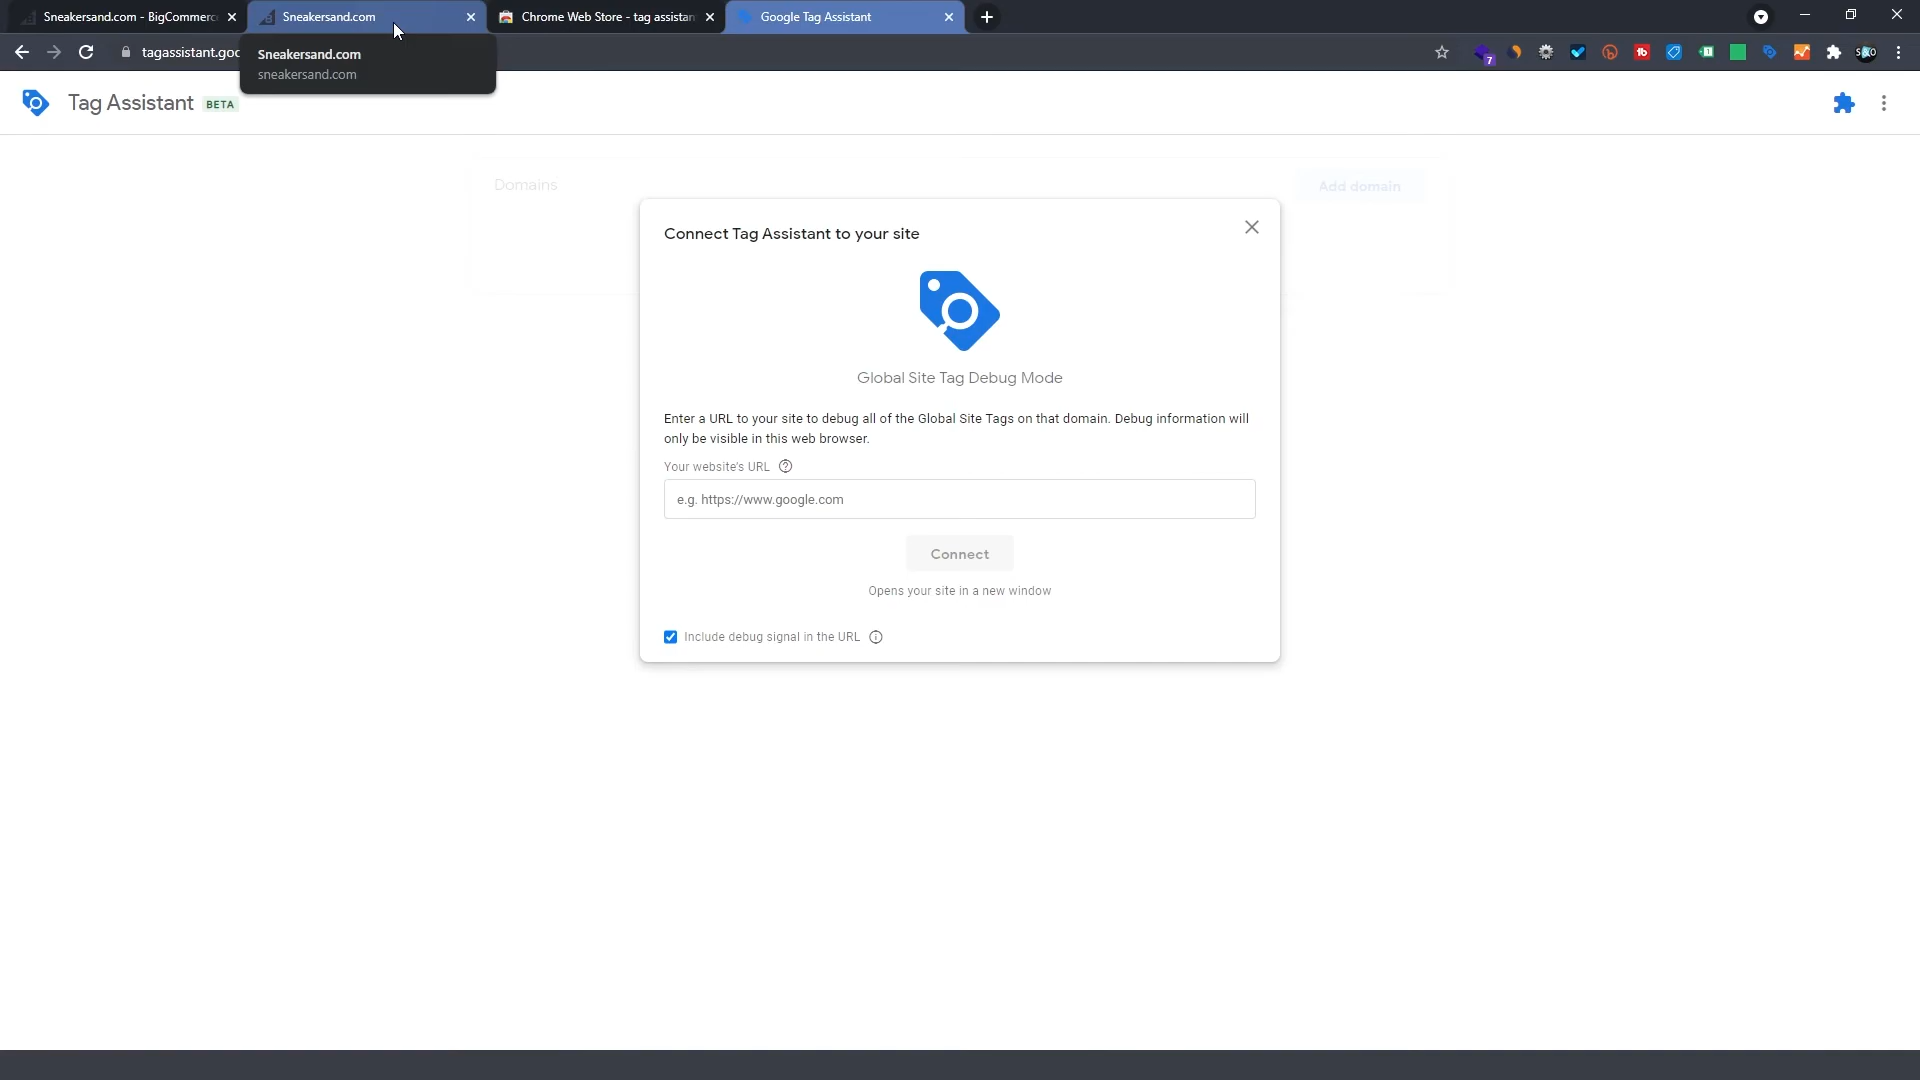 Sneakersand.com - BigCommerc
Sneakersand.com
Chrome Web Store - tag assistan
Google Tag Assistant
tagassistant.goo
7
Sneakersand.com
sneakersand.com
Tag Assistant BETA
Domains
Add domain
Connect Tag Assistant to your site
Global Site Tag Debug Mode
Enter a URL to your site to debug all of the Global Site Tags on that domain. Debug information will
only be visible in this web browser.
Your website's URL
e.g. https://www.google.com
Connect
Opens your site in a new window
Include debug signal in the URL